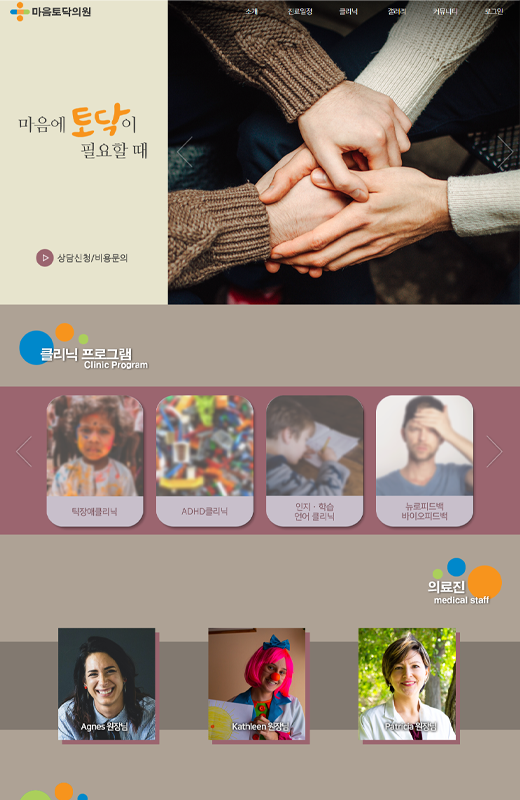 마음토닥의원
소개 진료일정 클리닉 갤러리 커뮤니티 로그인
마음에 토닥이
필요할 때
상담신청/비용문의
클리닉 프로그램
Clinic Program
틱장애클리닉
ADHD클리닉
인지 · 학습
언어 클리닉
뉴로피드백
바이오피드백
의료진
medical staff
Agnes 원장님
Kathleen 원장님
Patricia 원장님